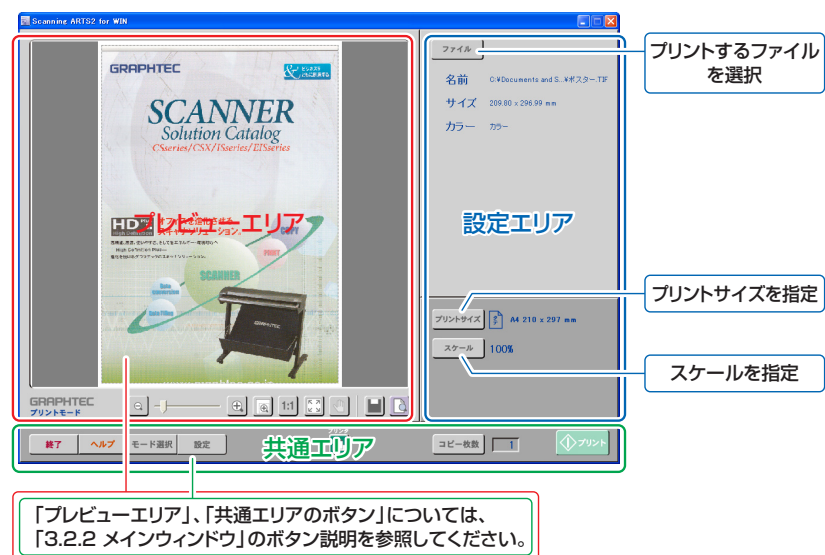 Scanning ARTS2 for WIN
GRAPHTEC
SCANNER
Solution Catalog
CSseries/CSX/ISseries/EISseries
プレビューエリア
HD
COPY
PRINT
SCANNER
Data Files
GRAPHTEC
プリントモード
1:1
ファイル
名前 C:¥Documents and S...¥ポスター.TIF
サイズ 209.80 x 296.99 mm
カラー カラー
設定エリア
プリントサイズ A4 210 x 297 mm
スケール 100%
プリントするファイル
を選択
プリントサイズを指定
スケールを指定
終了 ヘルプ モード選択 設定
共通エリア
コピー枚数 1
プリント
「プレビューエリア」、「共通エリアのボタン」については、
「3.2.2 メインウィンドウ」のボタン説明を参照してください。